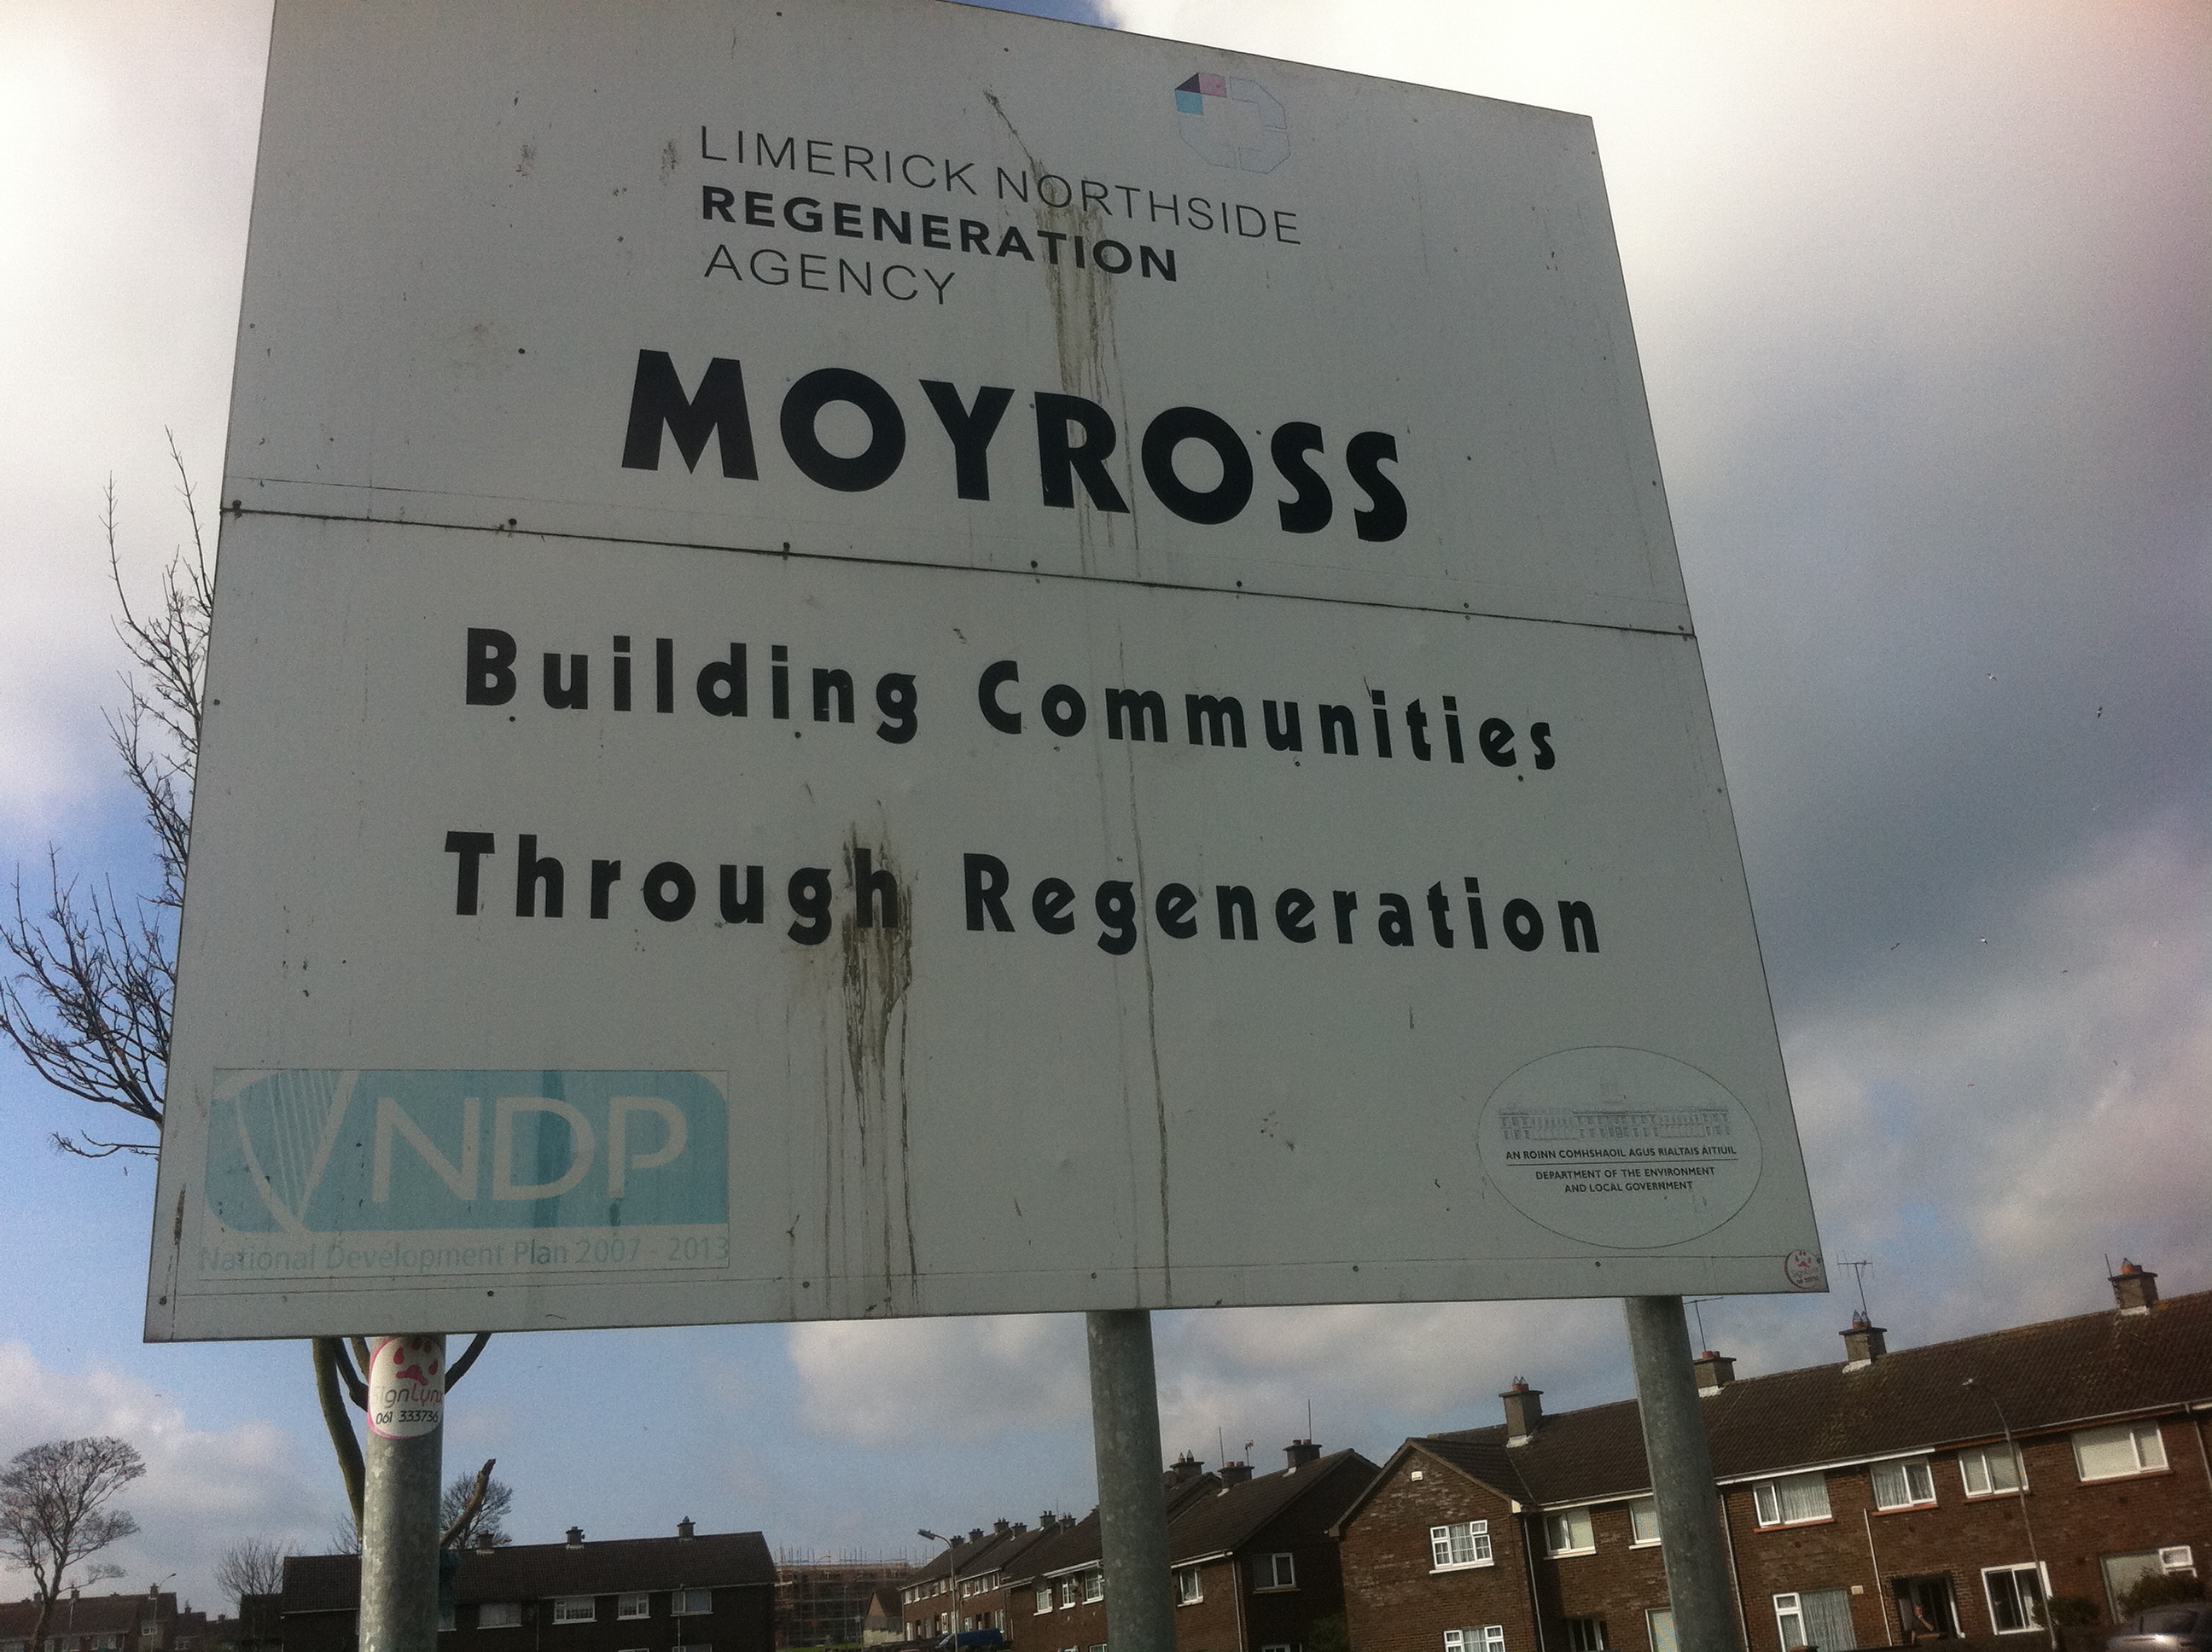 LIMERICK NORTHSIDE
REGENERATION
AGENCY
MOYROSS
Building Communities
Through Regeneration
NDP
National Development Plan 2007 - 2013
AN ROINN COMHSHAOIL AGUS RIALTAIS ÁITIÚIL
DEPARTMENT OF THE ENVIRONMENT
AND LOCAL GOVERNMENT
061 333736